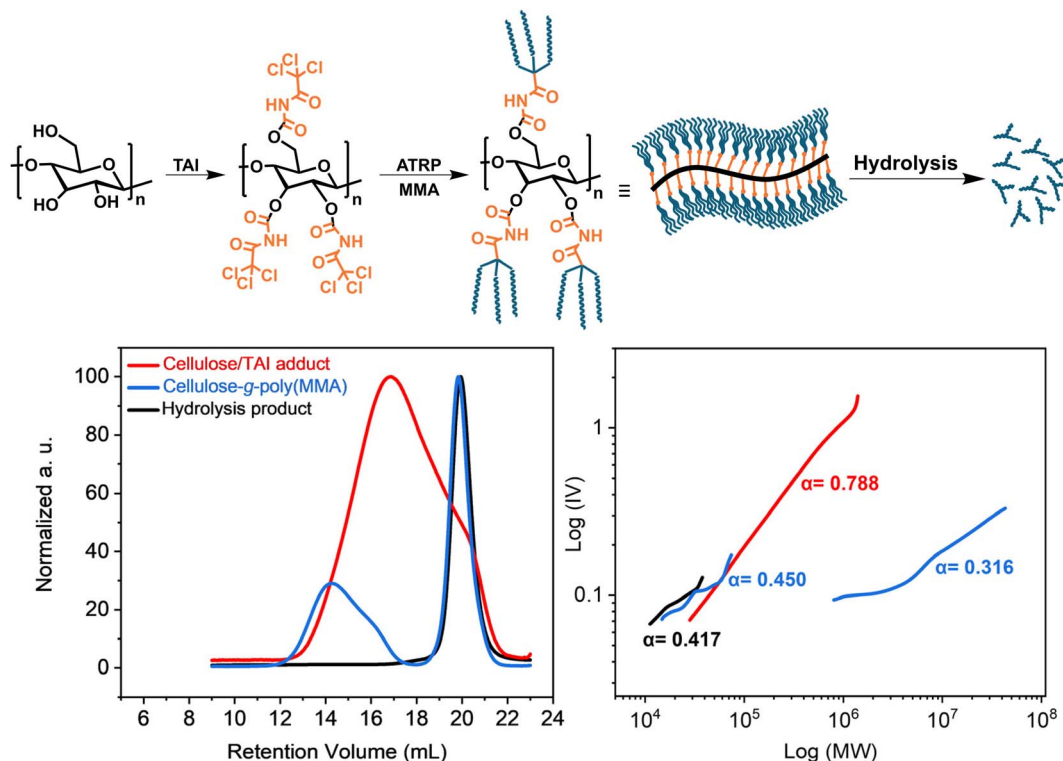 Cl
Cl
Cl
O
HN
O
O
HO
O
O
HO
OH
n
TAI
O
O
O
O
n
O
NH
O
Cl
Cl
Cl
O
O
NH
O
Cl
Cl
Cl
ATRP
MMA
O
HN
O
O
O
O
O
O
n
O
NH
O
O
O
NH
O
≡
Hydrolysis
Cellulose/TAI adduct
Cellulose-g-poly(MMA)
Hydrolysis product
Normalized a. u.
100
80
60
40
20
0
6 8 10 12 14 16 18 20 22 24
Retention Volume (mL)
Log (IV)
1
0.1
α= 0.788
α= 0.450
α= 0.316
α= 0.417
10⁴ 10⁵ 10⁶ 10⁷ 10⁸
Log (MW)